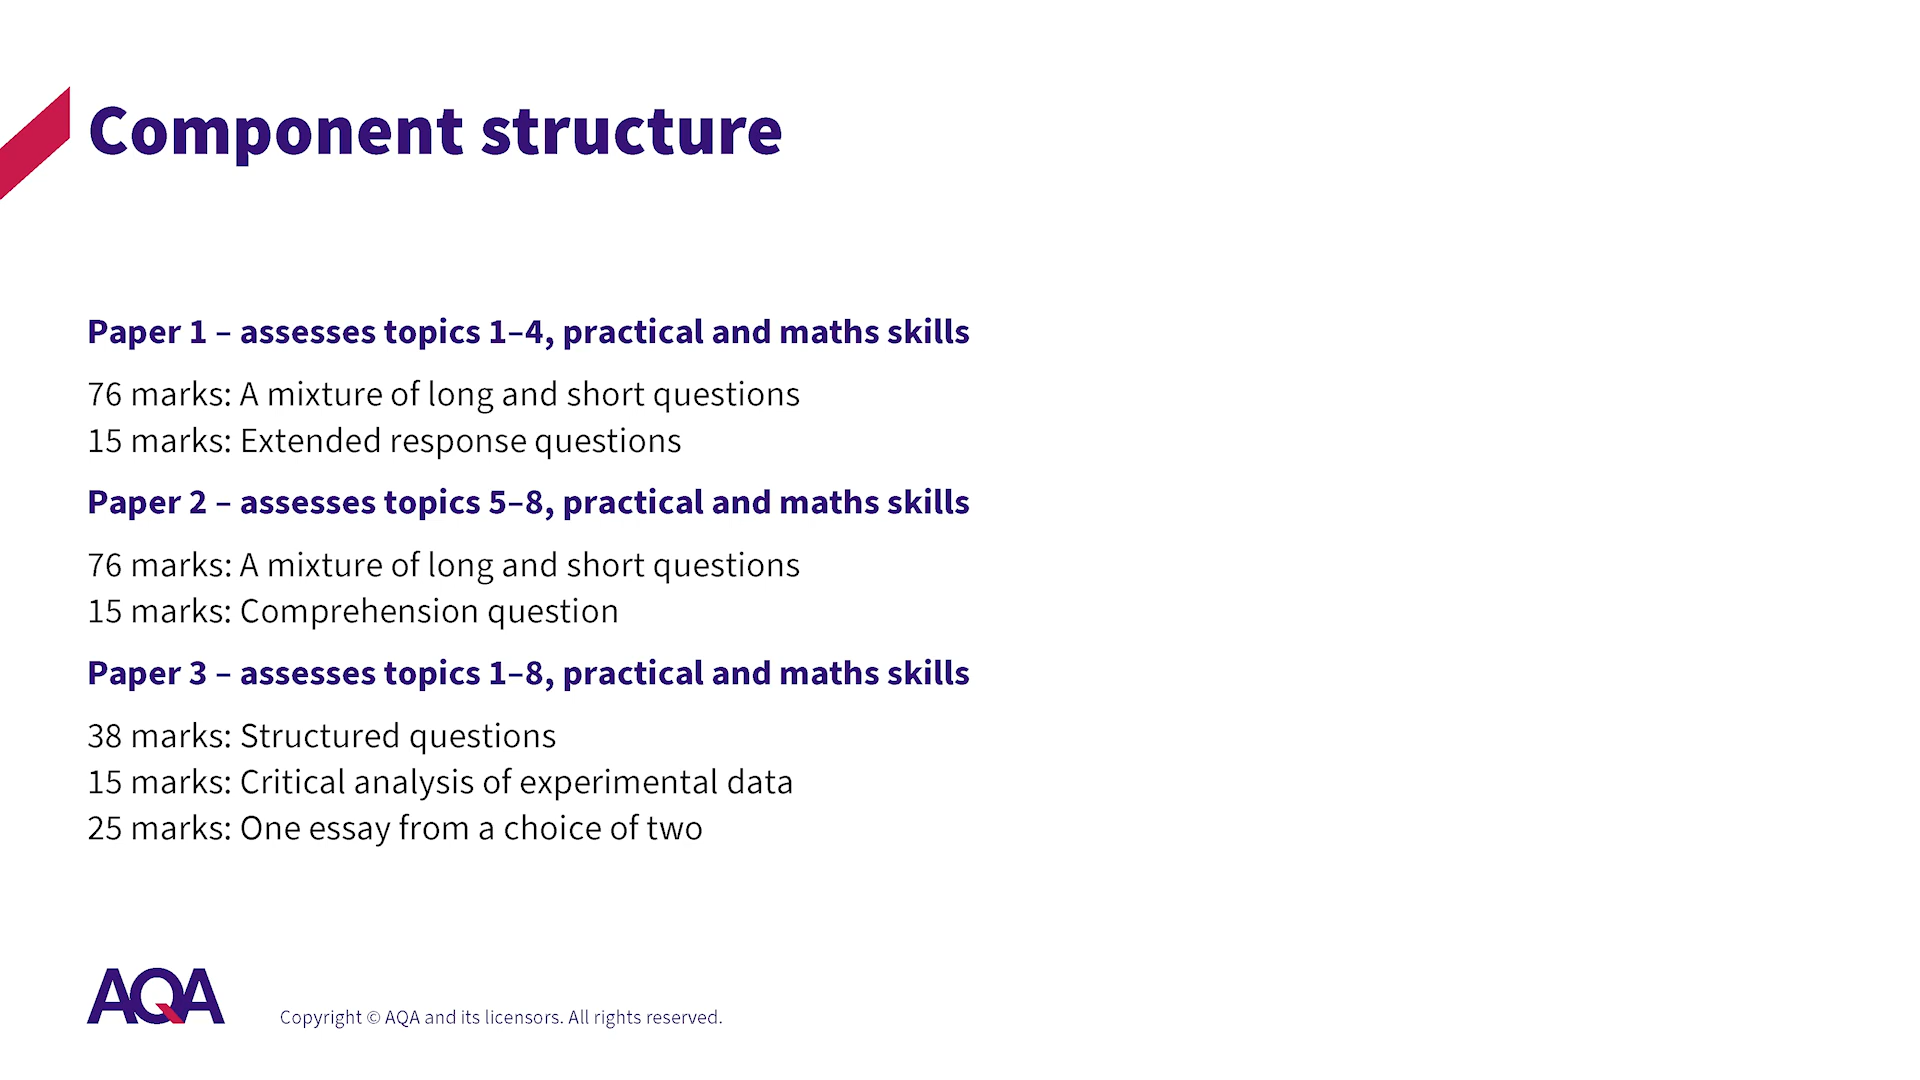 Component structure
Paper 1 – assesses topics 1–4, practical and maths skills
76 marks: A mixture of long and short questions
15 marks: Extended response questions
Paper 2 – assesses topics 5–8, practical and maths skills
76 marks: A mixture of long and short questions
15 marks: Comprehension question
Paper 3 – assesses topics 1–8, practical and maths skills
38 marks: Structured questions
15 marks: Critical analysis of experimental data
25 marks: One essay from a choice of two
AQA
Copyright © AQA and its licensors. All rights reserved.